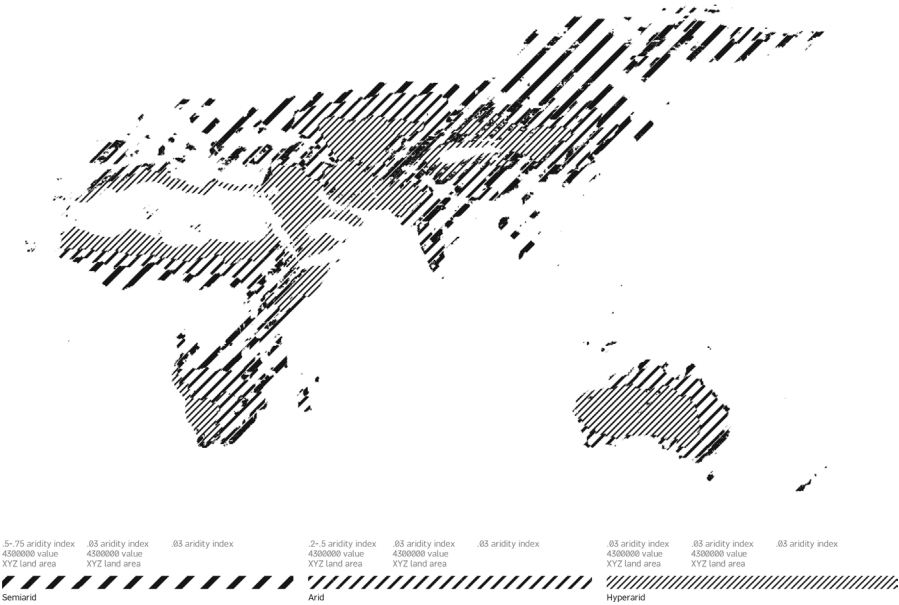 .5-.75 aridity index .03 aridity index .03 aridity index
4300000 value 4300000 value
XYZ land area XYZ land area
Semiarid
.2-.5 aridity index .03 aridity index .03 aridity index
4300000 value 4300000 value
XYZ land area XYZ land area
Arid
.03 aridity index .03 aridity index .03 aridity index
4300000 value 4300000 value
XYZ land area XYZ land area
Hyperarid